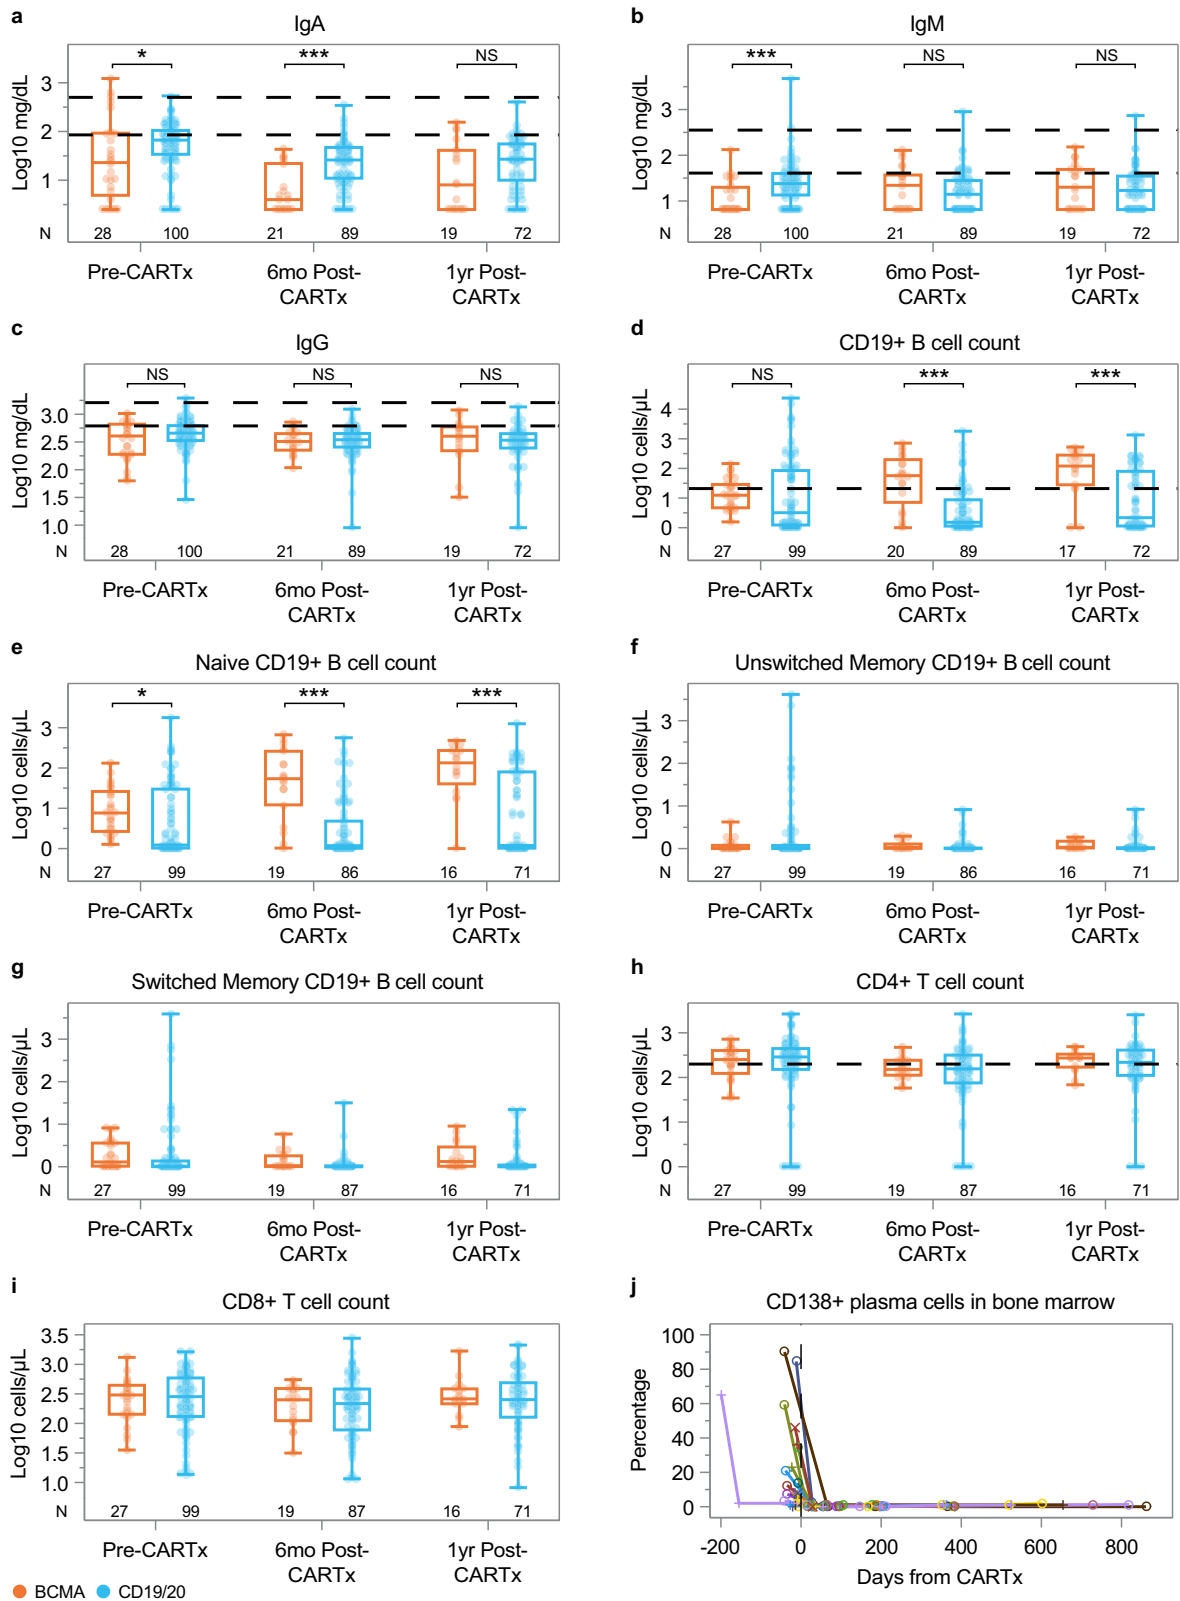 a
IgA
Log10 mg/dL
3
2
1
*
***
NS
N
28
100
21
89
19
72
Pre-CARTx
6mo Post-
CARTx
1yr Post-
CARTx
b
IgM
Log10 mg/dL
3
2
1
***
NS
NS
N
28
100
21
89
19
72
Pre-CARTx
6mo Post-
CARTx
1yr Post-
CARTx
c
IgG
Log10 mg/dL
3.0
2.5
2.0
1.0
NS
NS
NS
N
28
100
21
89
19
72
Pre-CARTx
6mo Post-
CARTx
1yr Post-
CARTx
d
CD19+ B cell count
Log10 cells/µL
4
3
2
1
0
NS
***
***
N
27
99
20
89
17
72
Pre-CARTx
6mo Post-
CARTx
1yr Post-
CARTx
e
Naive CD19+ B cell count
Log10 cells/µL
3
2
1
0
*
***
***
N
27
99
19
86
16
71
Pre-CARTx
6mo Post-
CARTx
1yr Post-
CARTx
f
Unswitched Memory CD19+ B cell count
Log10 cells/µL
3
2
1
0
N
27
99
19
86
16
71
Pre-CARTx
6mo Post-
CARTx
1yr Post-
CARTx
g
Switched Memory CD19+ B cell count
Log10 cells/µL
3
2
1
0
N
27
99
19
87
16
71
Pre-CARTx
6mo Post-
CARTx
1yr Post-
CARTx
h
CD4+ T cell count
Log10 cells/µL
3
2
1
0
N
27
99
19
87
16
71
Pre-CARTx
6mo Post-
CARTx
1yr Post-
CARTx
i
CD8+ T cell count
Log10 cells/µL
3.5
3.0
2.5
2.0
1.5
1.0
N
27
99
19
87
16
71
Pre-CARTx
6mo Post-
CARTx
1yr Post-
CARTx
j
CD138+ plasma cells in bone marrow
Percentage
100
80
60
40
20
0
-200
0
200
400
600
800
Days from CARTx
BCMA
CD19/20